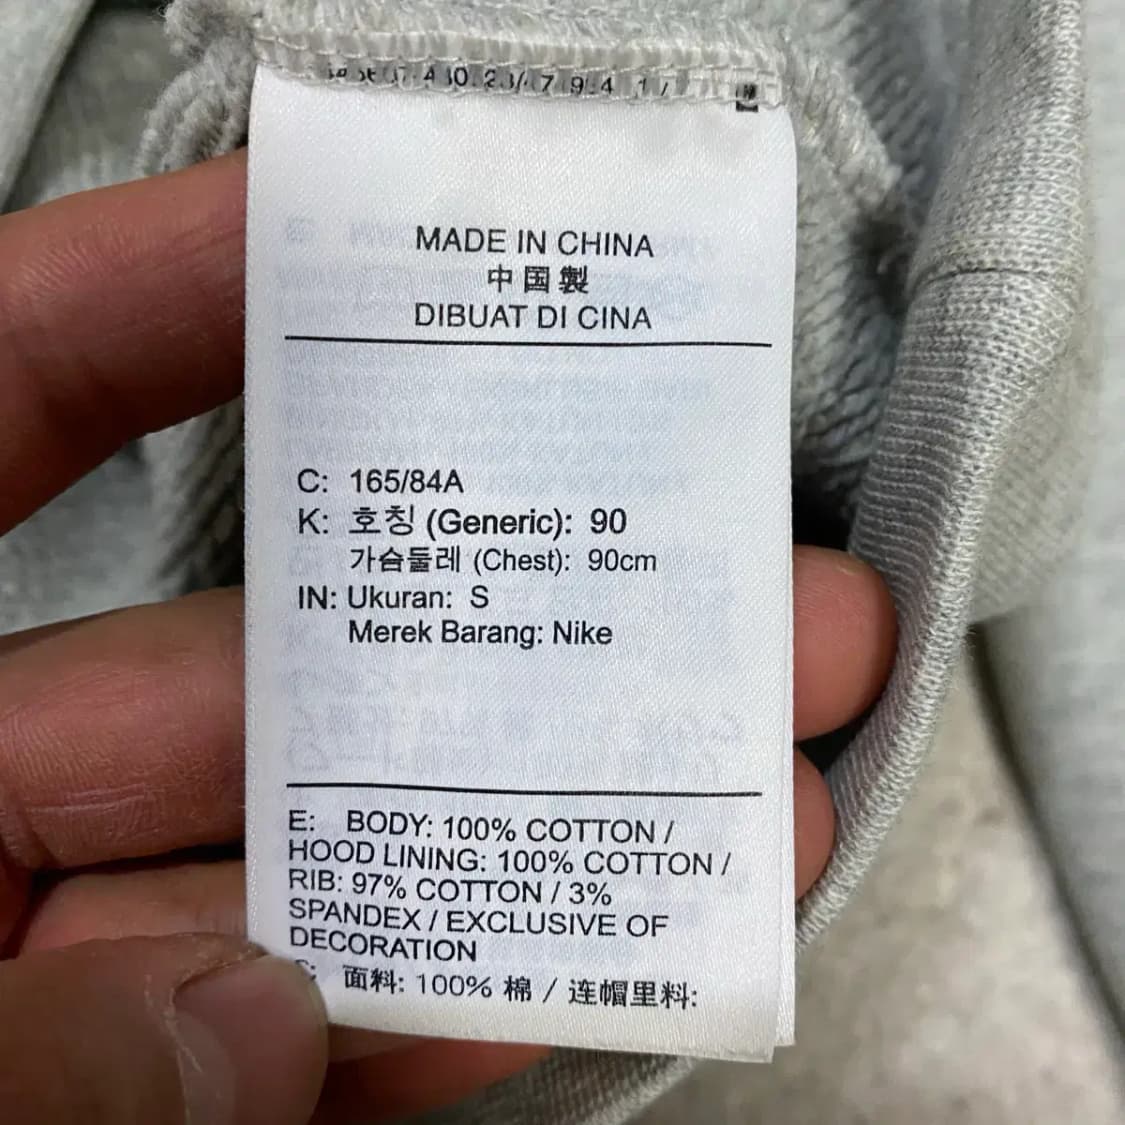 MADE IN CHINA
中国製
DIBUAT DI CINA
C: 165/84A
K: 호칭 (Generic): 90
가슴둘레 (Chest): 90cm
IN: Ukuran: S
Merek Barang: Nike
E: BODY: 100% COTTON /
HOOD LINING: 100% COTTON /
RIB: 97% COTTON / 3%
SPANDEX / EXCLUSIVE OF
DECORATION
面料: 100% 棉 / 连帽里料: